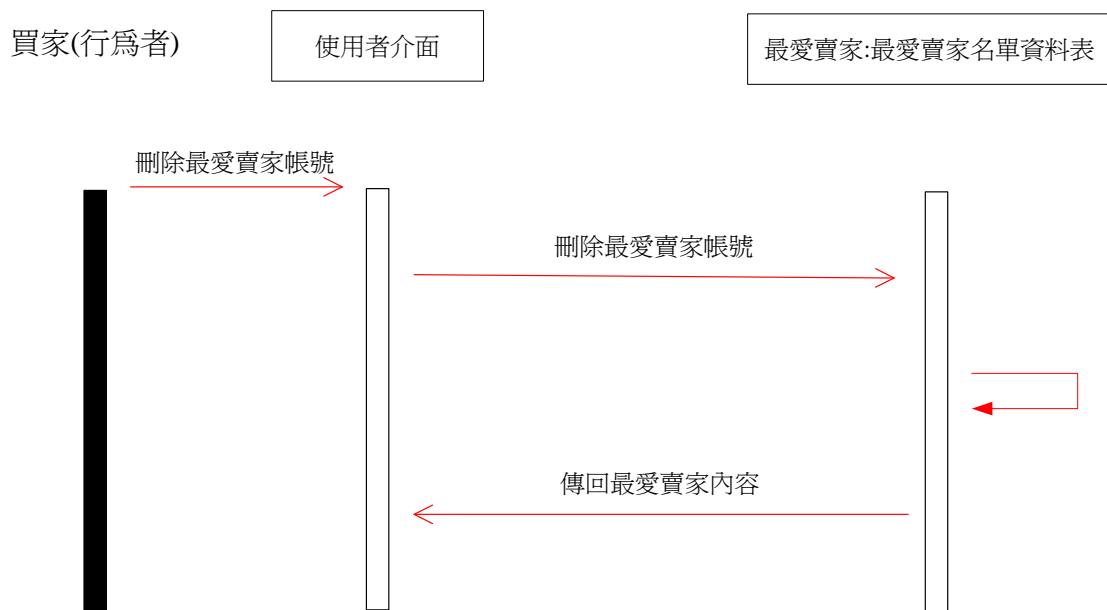 買家(行爲者)
使用者介面
最愛賣家:最愛賣家名單資料表
刪除最愛賣家帳號
刪除最愛賣家帳號
傳回最愛賣家內容